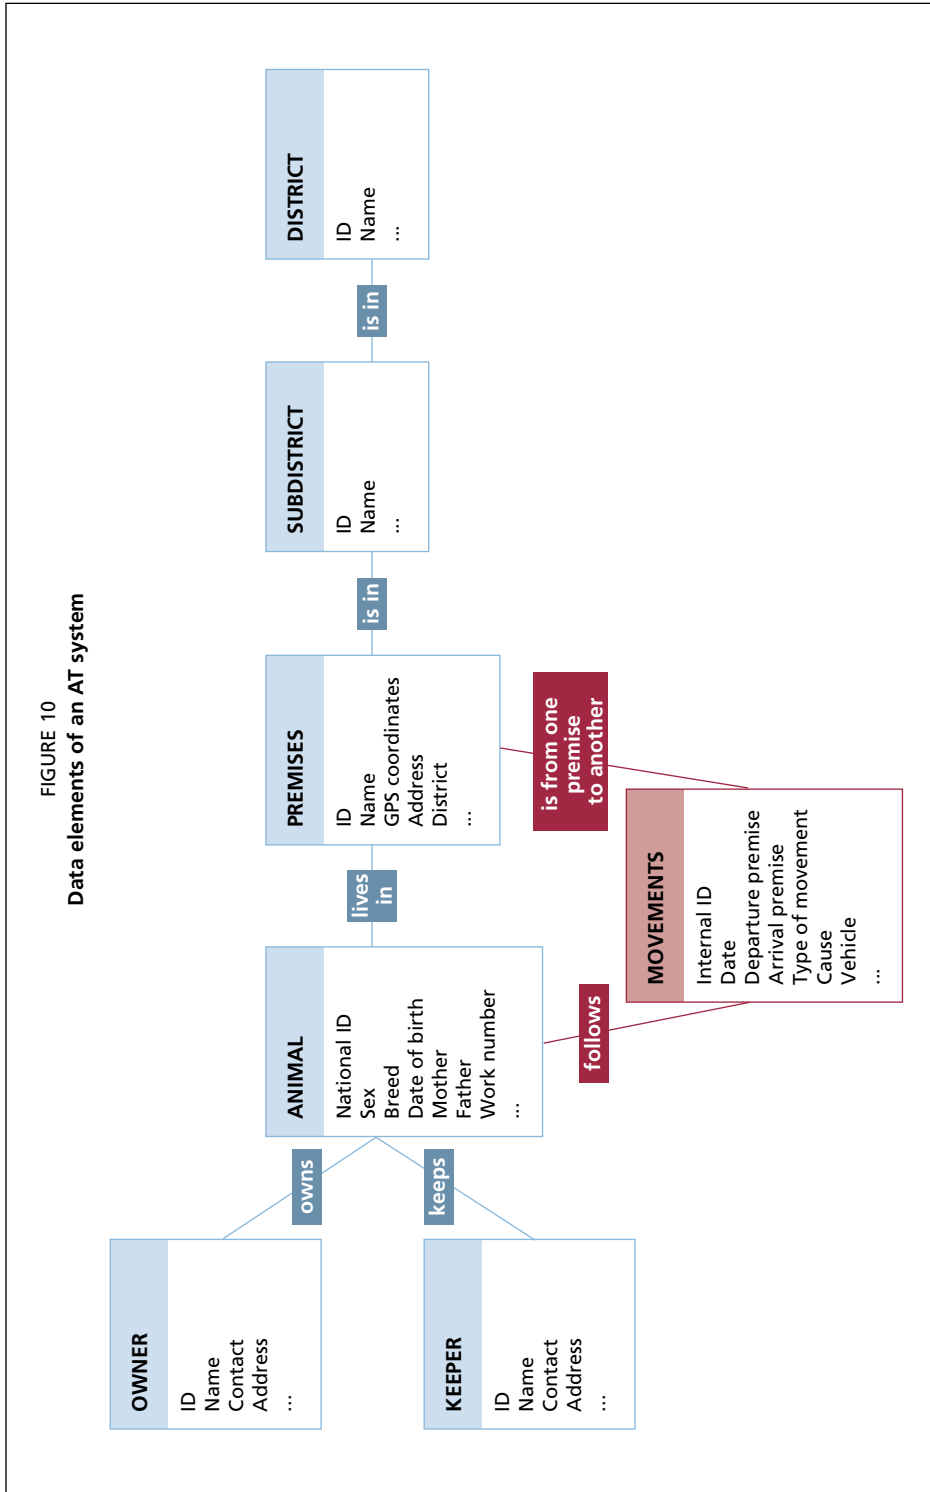 FIGURE 10
Data elements of an AT system
OWNER
ID
Name
Contact
Address
...
KEEPER
ID
Name
Contact
Address
...
owns
keeps
ANIMAL
National ID
Sex
Breed
Date of birth
Mother
Father
Work number
...
lives
in
follows
PREMISES
ID
Name
GPS coordinates
Address
District
...
is from one
premise
to another
MOVEMENTS
Internal ID
Date
Departure premise
Arrival premise
Type of movement
Cause
Vehicle
...
is in
SUBDISTRICT
ID
Name
...
is in
DISTRICT
ID
Name
...